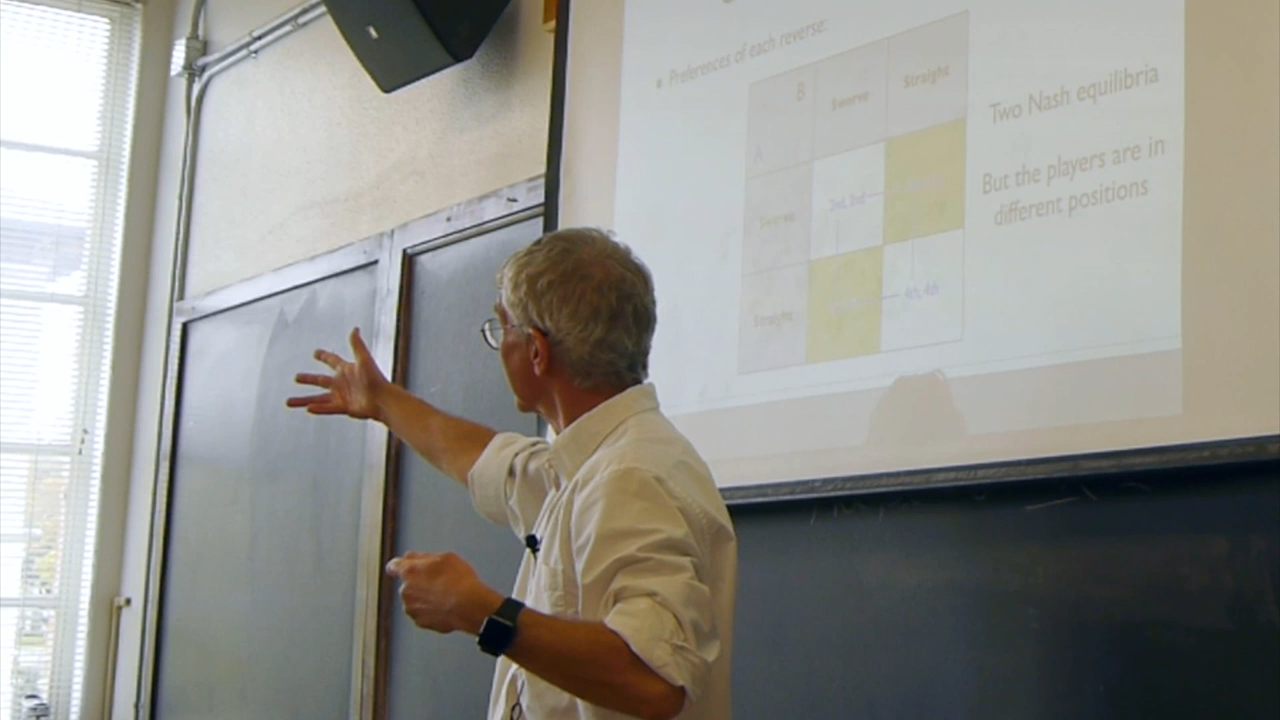 • Preferences of each reverse:
B
Swerve
Straight
Two Nash equilibria
A
But the players are in
different positions
Swerve
2nd, 2nd
Straight
4th, 4th